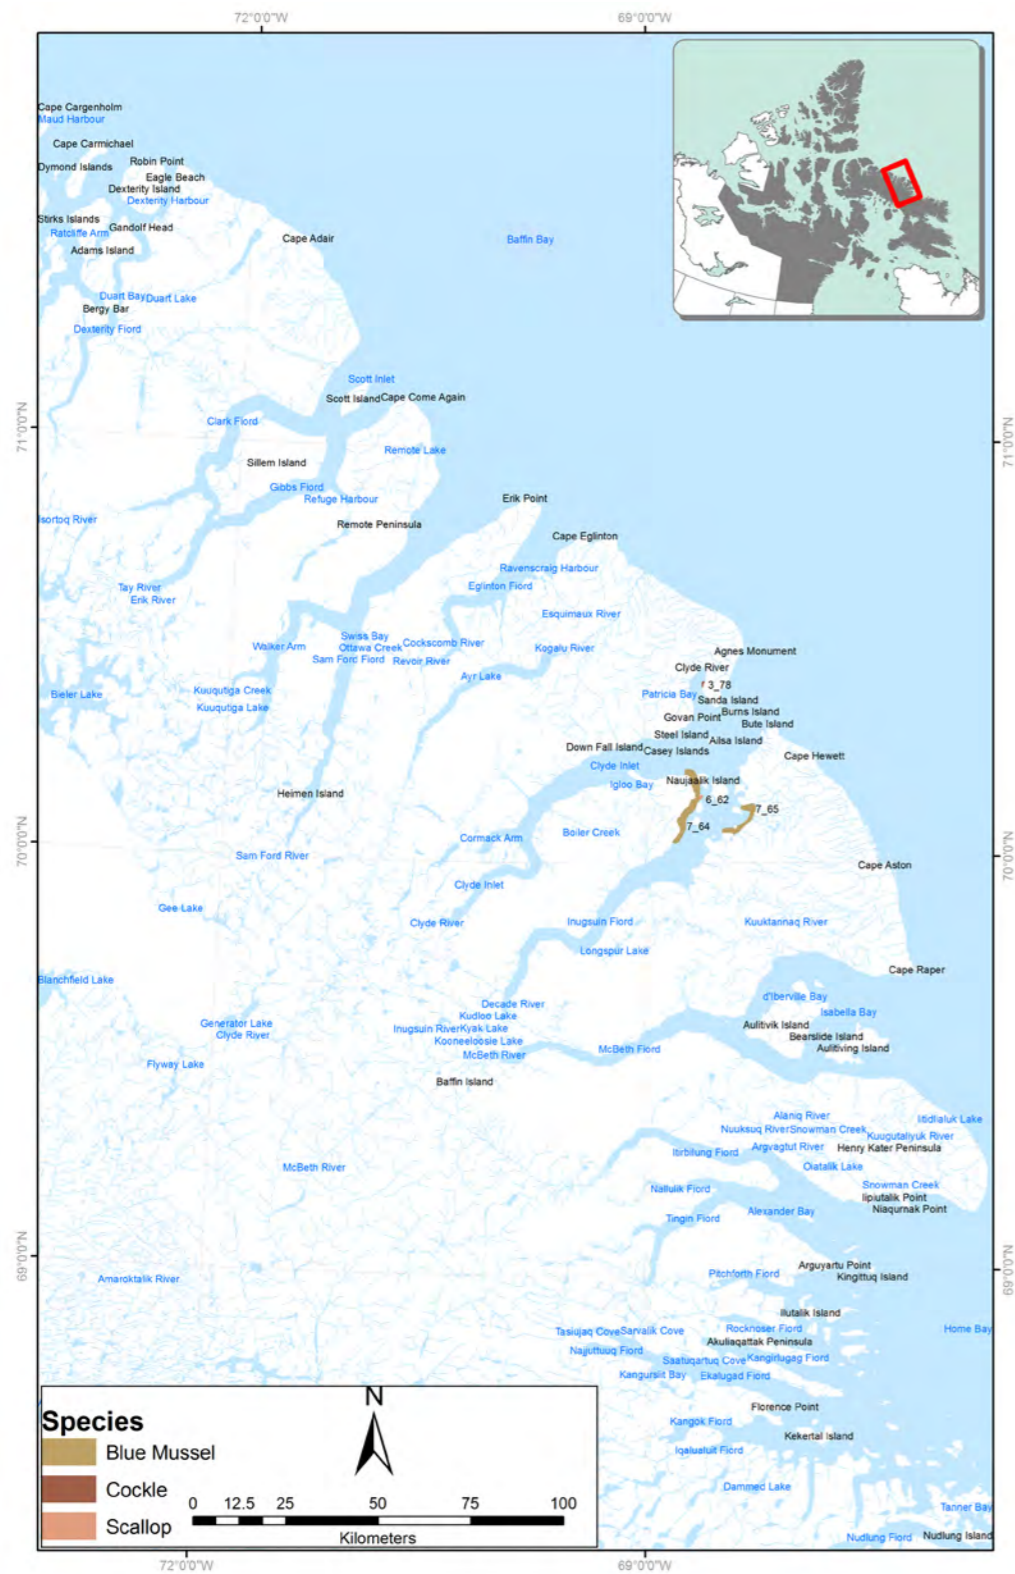 72°0'0"W
69°0'0"W
Cape Cargenholm
Maud Harbour
Cape Carmichael
Robin Point
Dymond Islands
Eagle Beach
Dexterity Island
Dexterity Harbour
Stirks Islands
Gandolf Head
Ratcliffe Arm
Cape Adair
Baffin Bay
Adams Island
Duart Bay
Duart Lake
Bergy Bar
Dexterity Fiord
Scott Inlet
Scott Island
Cape Come Again
71°0'0"N
71°0'0"N
Clark Fiord
Remote Lake
Sillem Island
Gibbs Fiord
Refuge Harbour
Erik Point
Isortoq River
Remote Peninsula
Cape Eglinton
Ravenscraig Harbour
Tay River
Eglinton Fiord
Erik River
Esquimaux River
Swiss Bay
Walker Arm
Ottawa Creek
Cockscomb River
Kogalu River
Sam Ford Fiord
Revoir River
Agnes Monument
Clyde River
Ayr Lake
3_78
Bieler Lake
Kuuqutiga Creek
Patricia Bay
Sanda Island
Kuuqutiga Lake
Burns Island
Govan Point
Bute Island
Steel Island
Ailsa Island
Down Fall Island
Casey Islands
Cape Hewett
Clyde Inlet
Igloo Bay
Naujaalik Island
Heimen Island
6_62
7_65
7_64
Boiler Creek
Cormack Arm
70°0'0"N
70°0'0"N
Sam Ford River
Cape Aston
Clyde Inlet
Gee Lake
Clyde River
Inugsuin Fiord
Kuuktannaq River
Longspur Lake
Cape Raper
Blanchfield Lake
d'Iberville Bay
Decade River
Isabella Bay
Kudloo Lake
Generator Lake
Aulitivik Island
Inugsuin River
Kyak Lake
Clyde River
Bearslide Island
Kooneeloosie Lake
McBeth Fiord
Aulitiving Island
McBeth River
Flyway Lake
Baffin Island
Alaniq River
Itidlialuk Lake
Nuuksuq River
Snowman Creek
Kuugutaliyuk River
Argvagtut River
Henry Kater Peninsula
Itirbilung Fiord
McBeth River
Oiatalik Lake
Snowman Creek
Nallulik Fiord
Iipiutalik Point
Alexander Bay
Niaqurnak Point
Tingin Fiord
69°0'0"N
69°0'0"N
Arguyartu Point
Pitchforth Fiord
Kingittuq Island
Amaroktalik River
Ilutalik Island
Tasiujaq Cove
Sarvalik Cove
Rocknoser Fiord
Home Bay
Akuliaqattak Peninsula
Najjuttuuq Fiord
Saatuqartuq Cove
Kangirlugag Fiord
Kangursiit Bay
Ekalugad Fiord
Florence Point
Kangok Fiord
Kekertal Island
Iqalualuit Fiord
Dammed Lake
Tanner Bay
Nudlung Fiord
Nudlung Island
Species
Blue Mussel
Cockle
Scallop
N
0 12.5 25 50 75 100
Kilometers
72°0'0"W
69°0'0"W